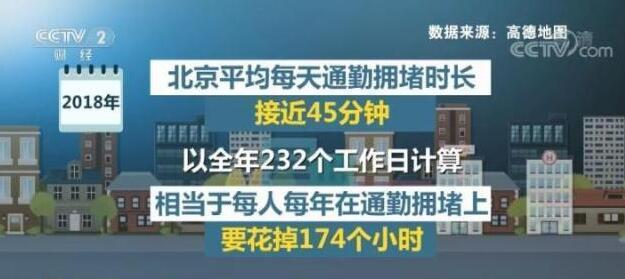 CCTV 2
财经
数据来源：高德地图
CCTV.com
2018年
北京平均每天通勤拥堵时长
接近45分钟
以全年232个工作日计算
相当于每人每年在通勤拥堵上
要花掉174个小时
H